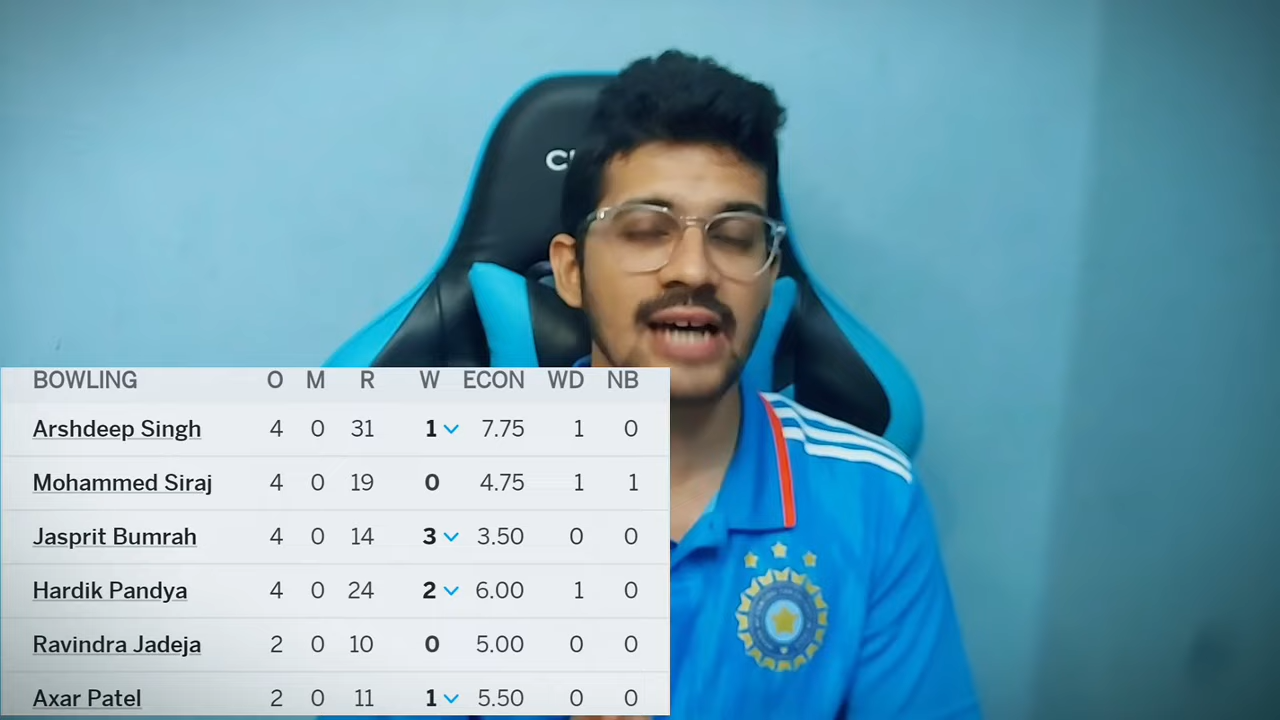 BOWLING O M R W ECON WD NB
Arshdeep Singh 4 0 31 1 7.75 1 0
Mohammed Siraj 4 0 19 0 4.75 1 1
Jasprit Bumrah 4 0 14 3 3.50 0 0
Hardik Pandya 4 0 24 2 6.00 1 0
Ravindra Jadeja 2 0 10 0 5.00 0 0
Axar Patel 2 0 11 1 5.50 0 0